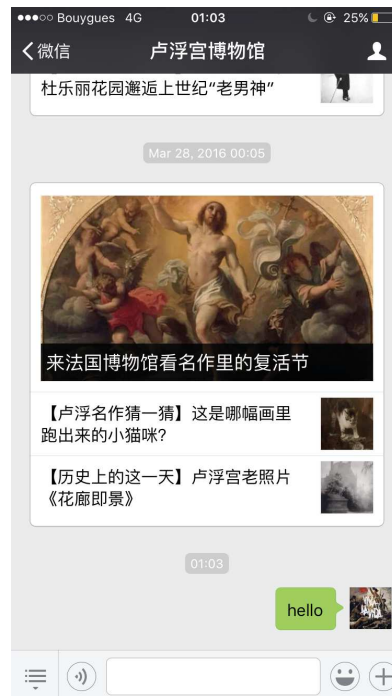 Bouygues 4G 01:03 25%
微信 卢浮宫博物馆
杜乐丽花园邂逅上世纪“老男神”
Mar 28, 2016 00:05
来法国博物馆看名作里的复活节
【卢浮名作猜一猜】这是哪幅画里
跑出来的小猫咪?
【历史上的这一天】卢浮宫老照片
《花廊即景》
01:03
hello
VIVA
LA VIDA